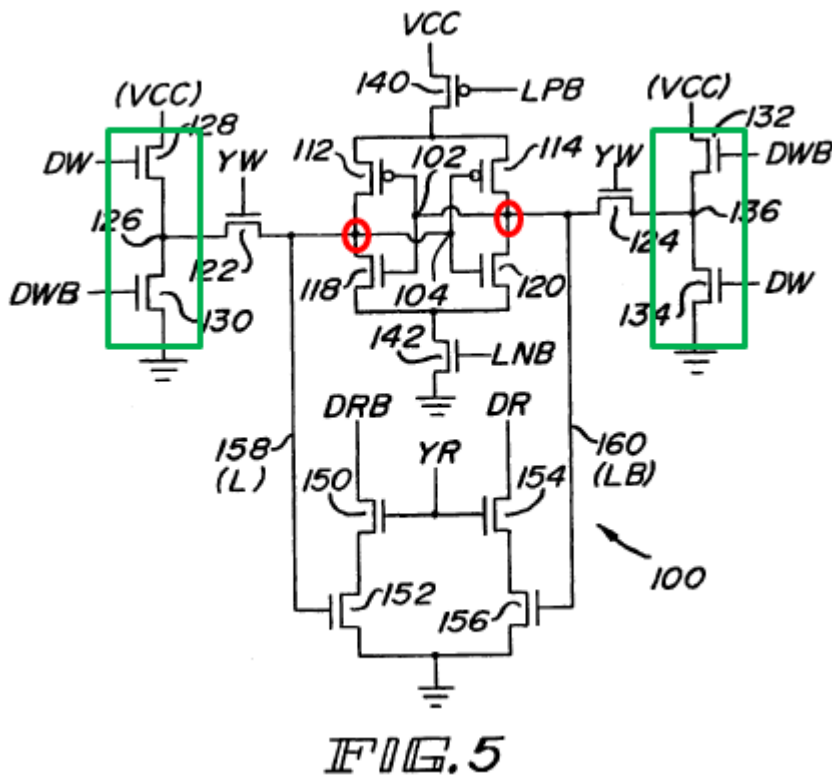 VCC
140 LPB
(VCC) (VCC)
128 132
DW 112 102 114 DWB
YW YW
126 136
122 124
118 104 120
DWB 130 134 DW
142 LNB
DRB DR
158 YR 160
(L) 150 154 (LB)
100
152 156
FIG.5